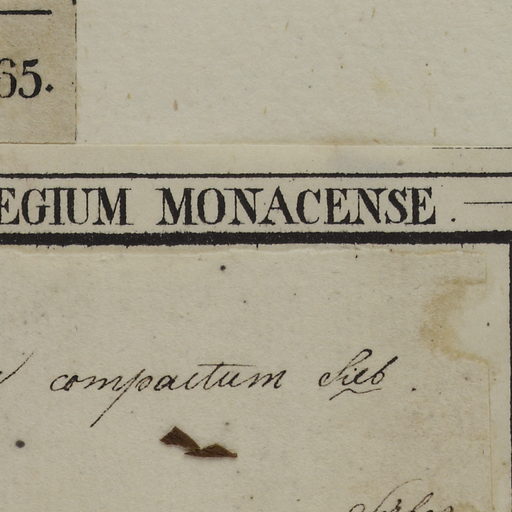 65.
EGIUM MONACENSE.
compactum Sieb.